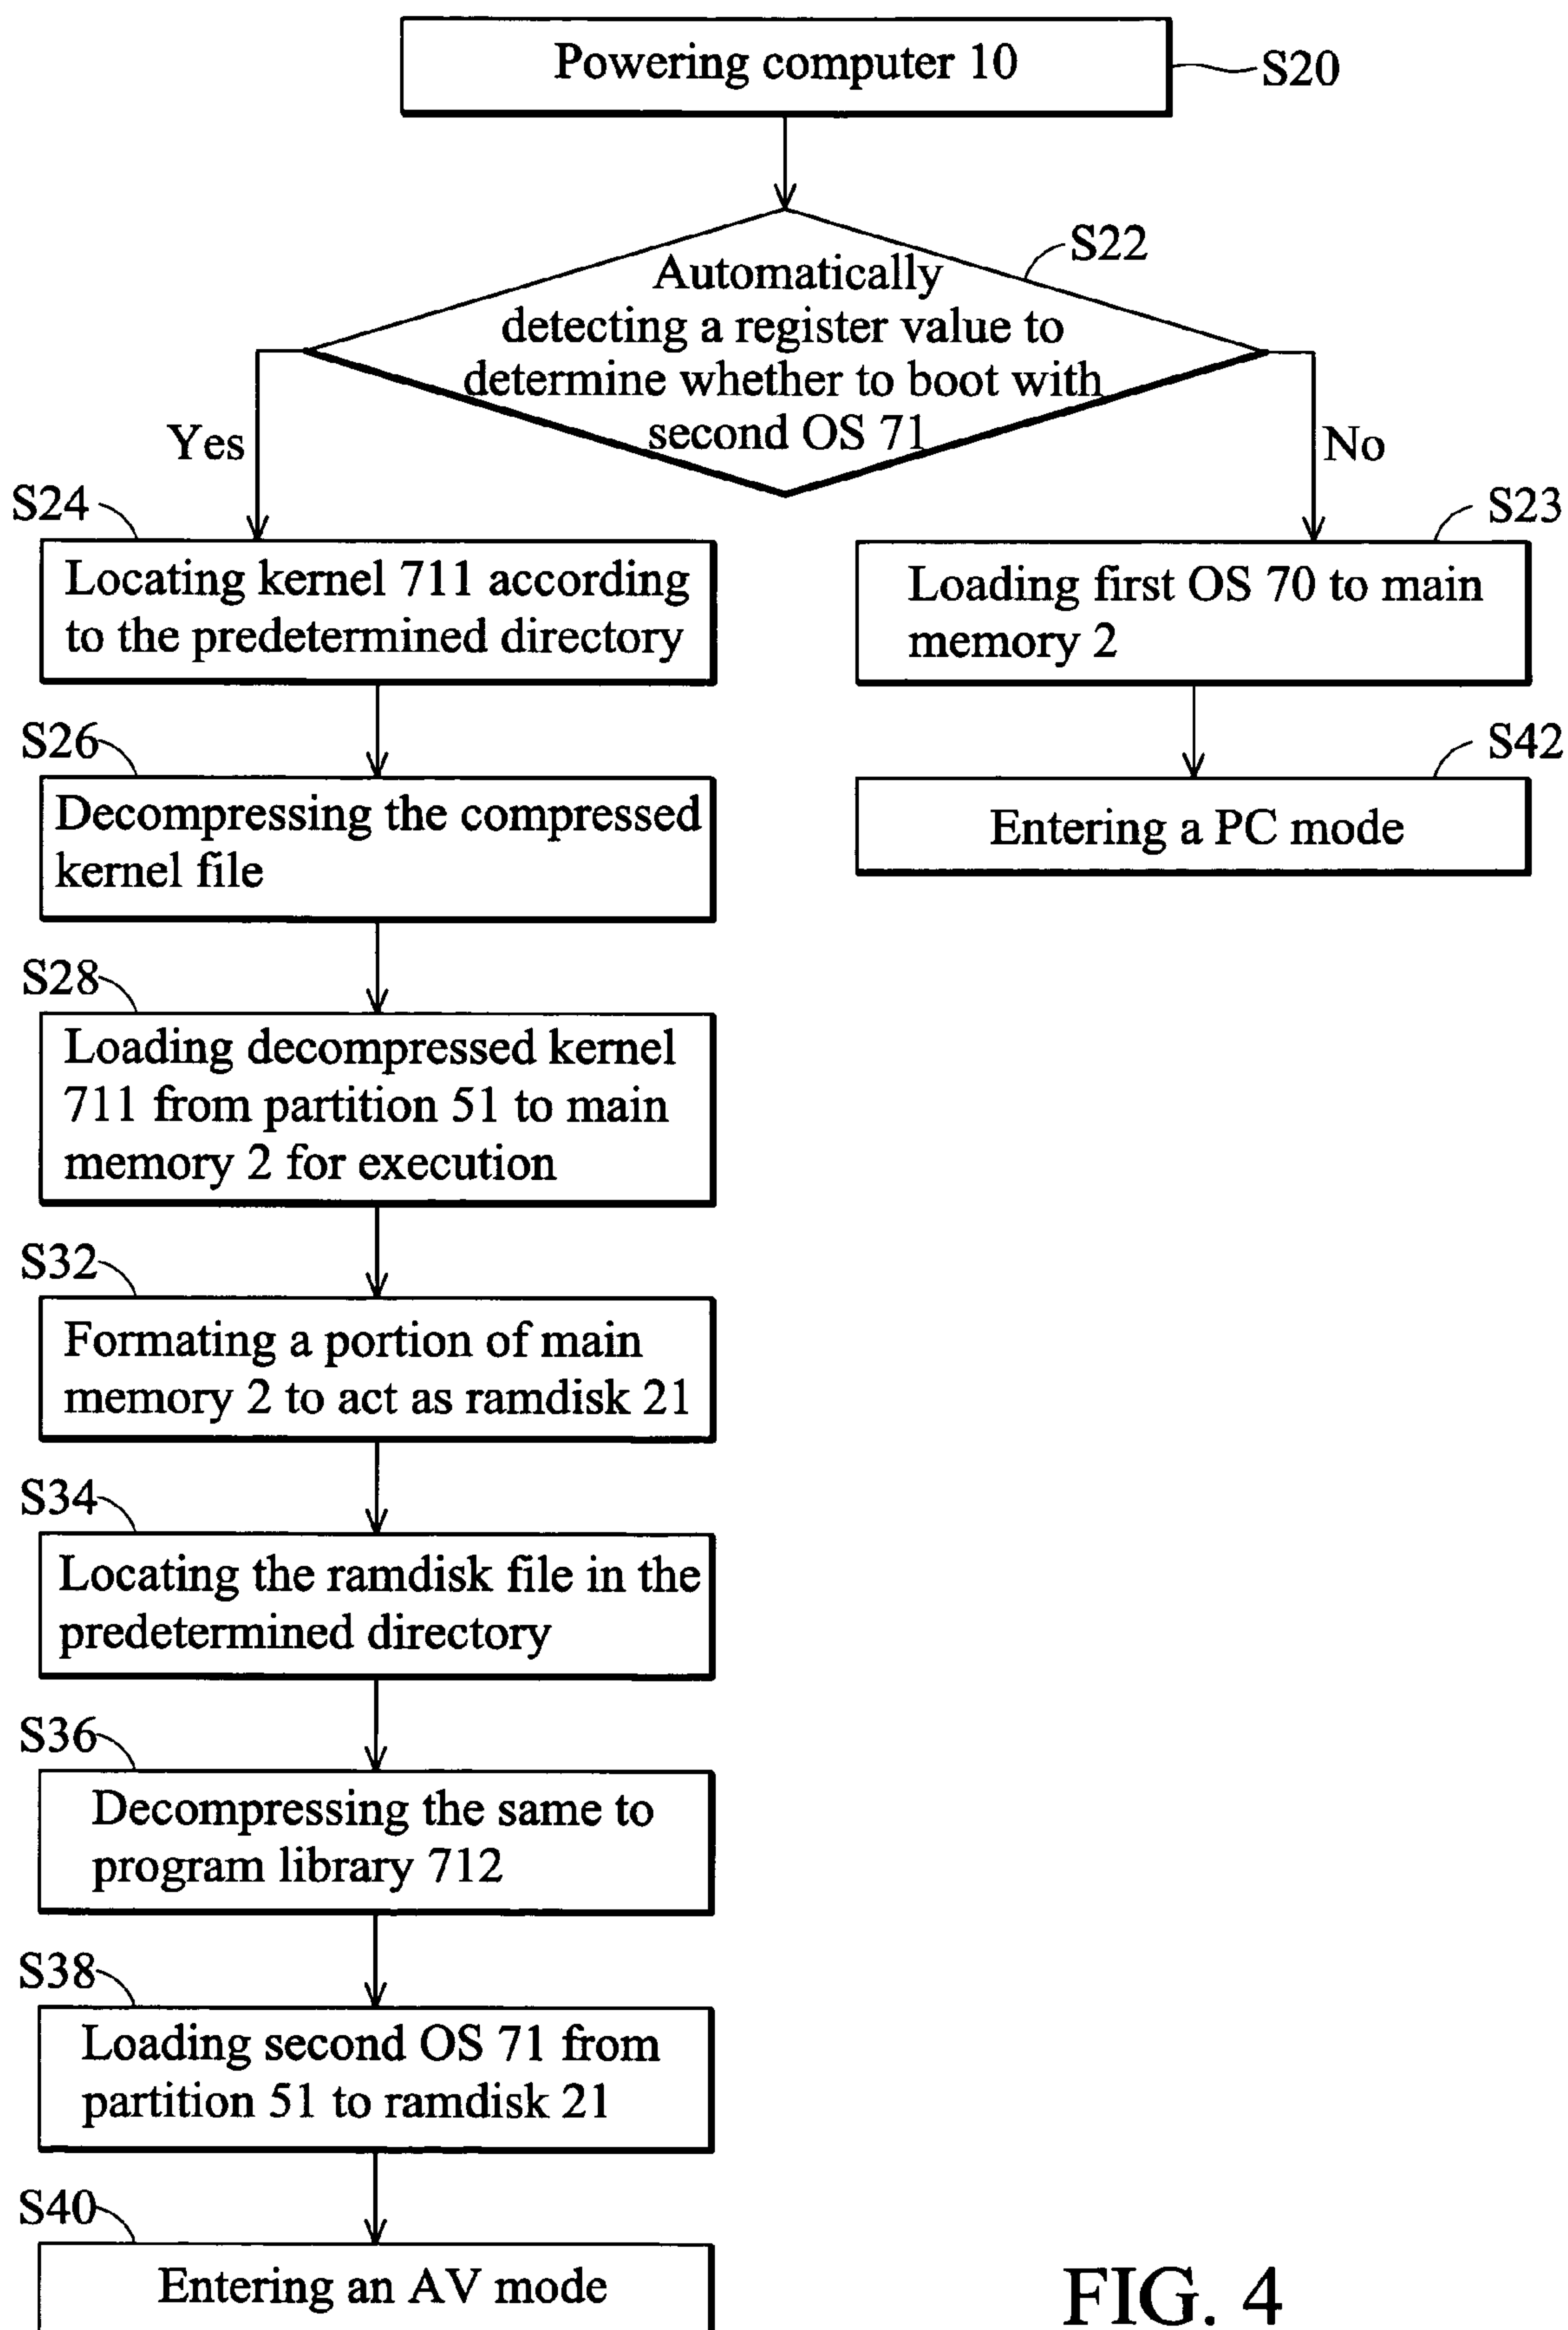 Powering computer 10
S20
S22
Automatically
detecting a register value to
determine whether to boot with
second OS 71
Yes
No
S24
Locating kernel 711 according
to the predetermined directory
S23
Loading first OS 70 to main
memory 2
S26
Decompressing the compressed
kernel file
S42
Entering a PC mode
S28
Loading decompressed kernel
711 from partition 51 to main
memory 2 for execution
S32
Formating a portion of main
memory 2 to act as ramdisk 21
S34
Locating the ramdisk file in the
predetermined directory
S36
Decompressing the same to
program library 712
S38
Loading second OS 71 from
partition 51 to ramdisk 21
S40
Entering an AV mode
FIG. 4